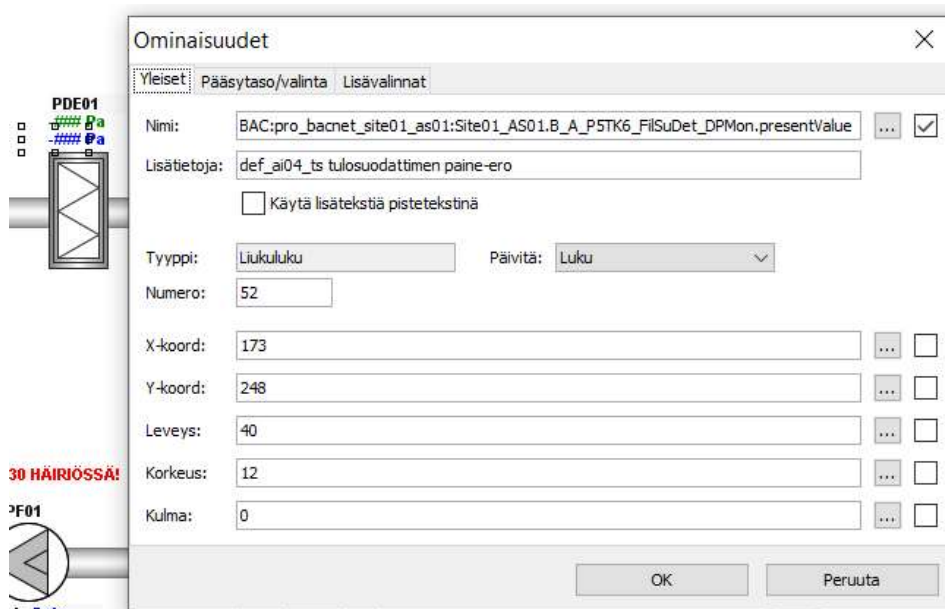 Ominaisuudet
Yleiset Pääsytaso/valinta Lisävalinnat
PDE01
### Pa
-### Pa
Nimi: BAC:pro_bacnet_site01_as01:Site01_AS01.B_A_P5TK6_FilSuDet_DPMon.presentValue ...
Lisätietoja: def_ai04_ts tulosuodattimen paine-ero
Käytä lisätekstiä pistetekstinä
Tyyppi: Liukuluku Päivitä: Luku
Numero: 52
X-koord: 173 ...
Y-koord: 248 ...
Leveys: 40 ...
30 HÄIRIÖSSÄ!
Korkeus: 12 ...
PF01
Kulma: 0 ...
OK Peruuta